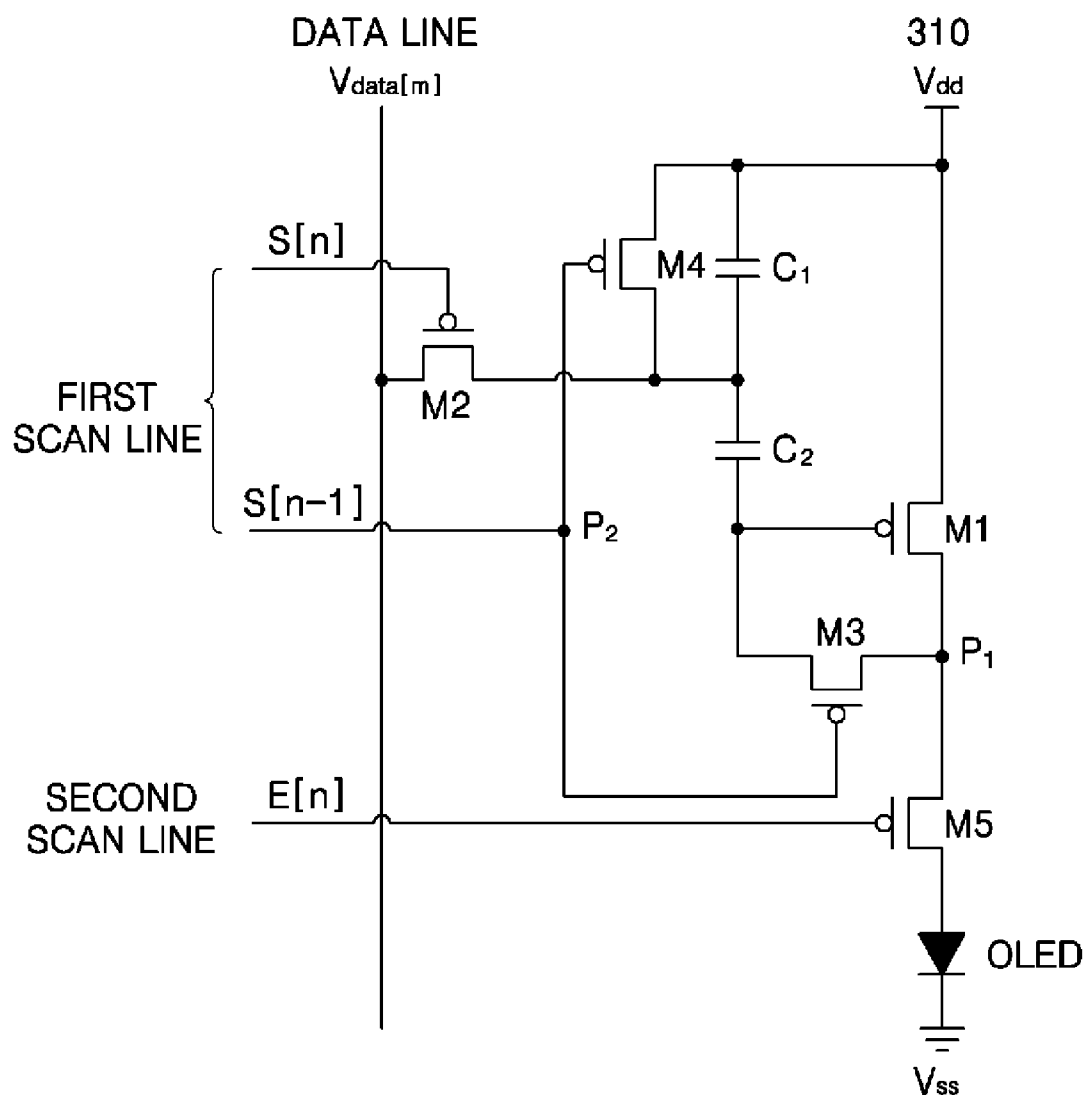 DATA LINE
Vdata[m]
310
Vdd
S[n]
M4
C1
M2
FIRST
SCAN LINE
C2
S[n-1]
P2
M1
M3
P1
SECOND
SCAN LINE
E[n]
M5
OLED
Vss